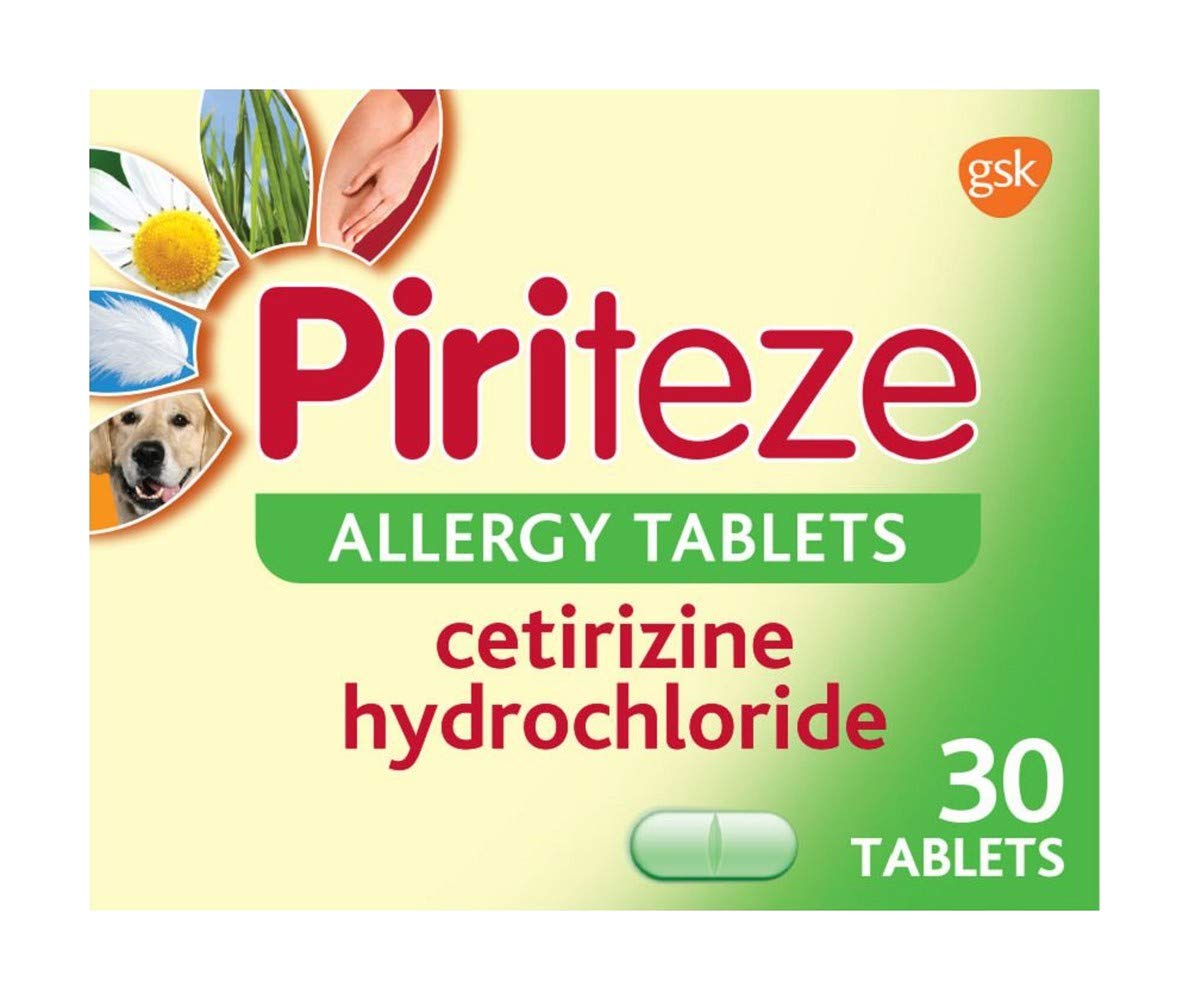 gsk
Piriteze
ALLERGY TABLETS
cetirizine
hydrochloride
30
TABLETS